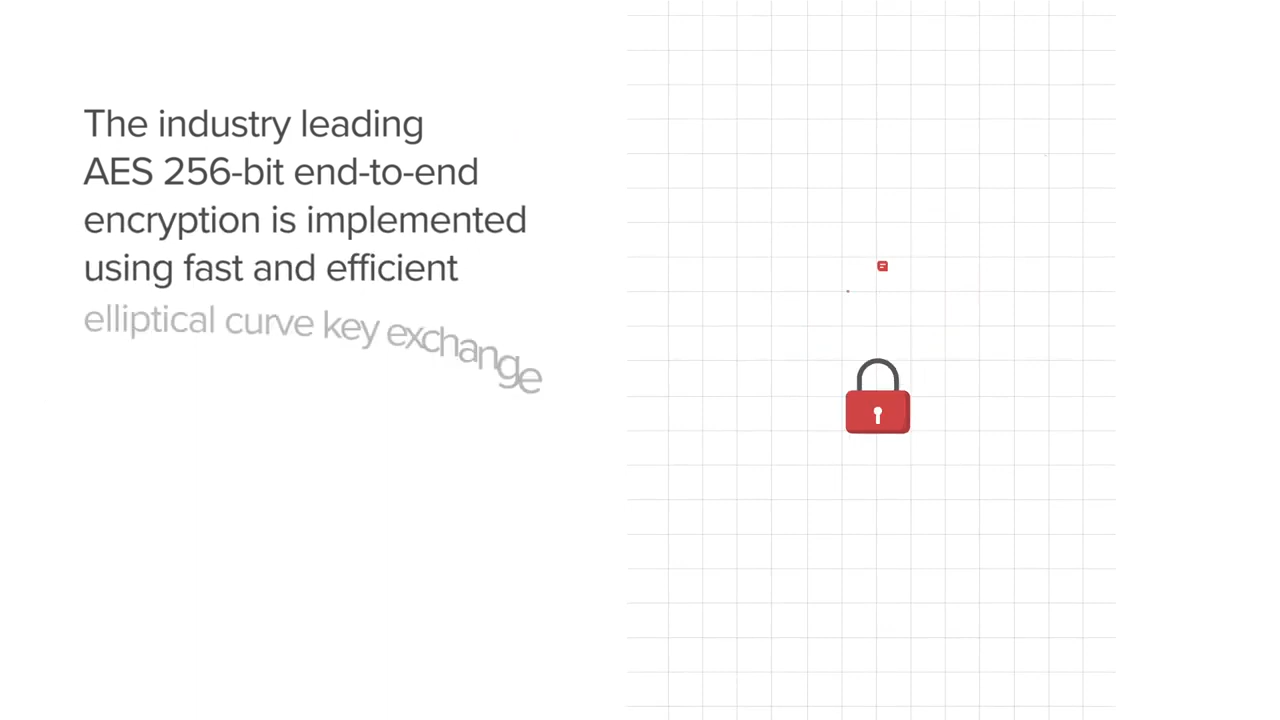 The industry leading
AES 256-bit end-to-end
encryption is implemented
using fast and efficient
elliptical curve key exchange